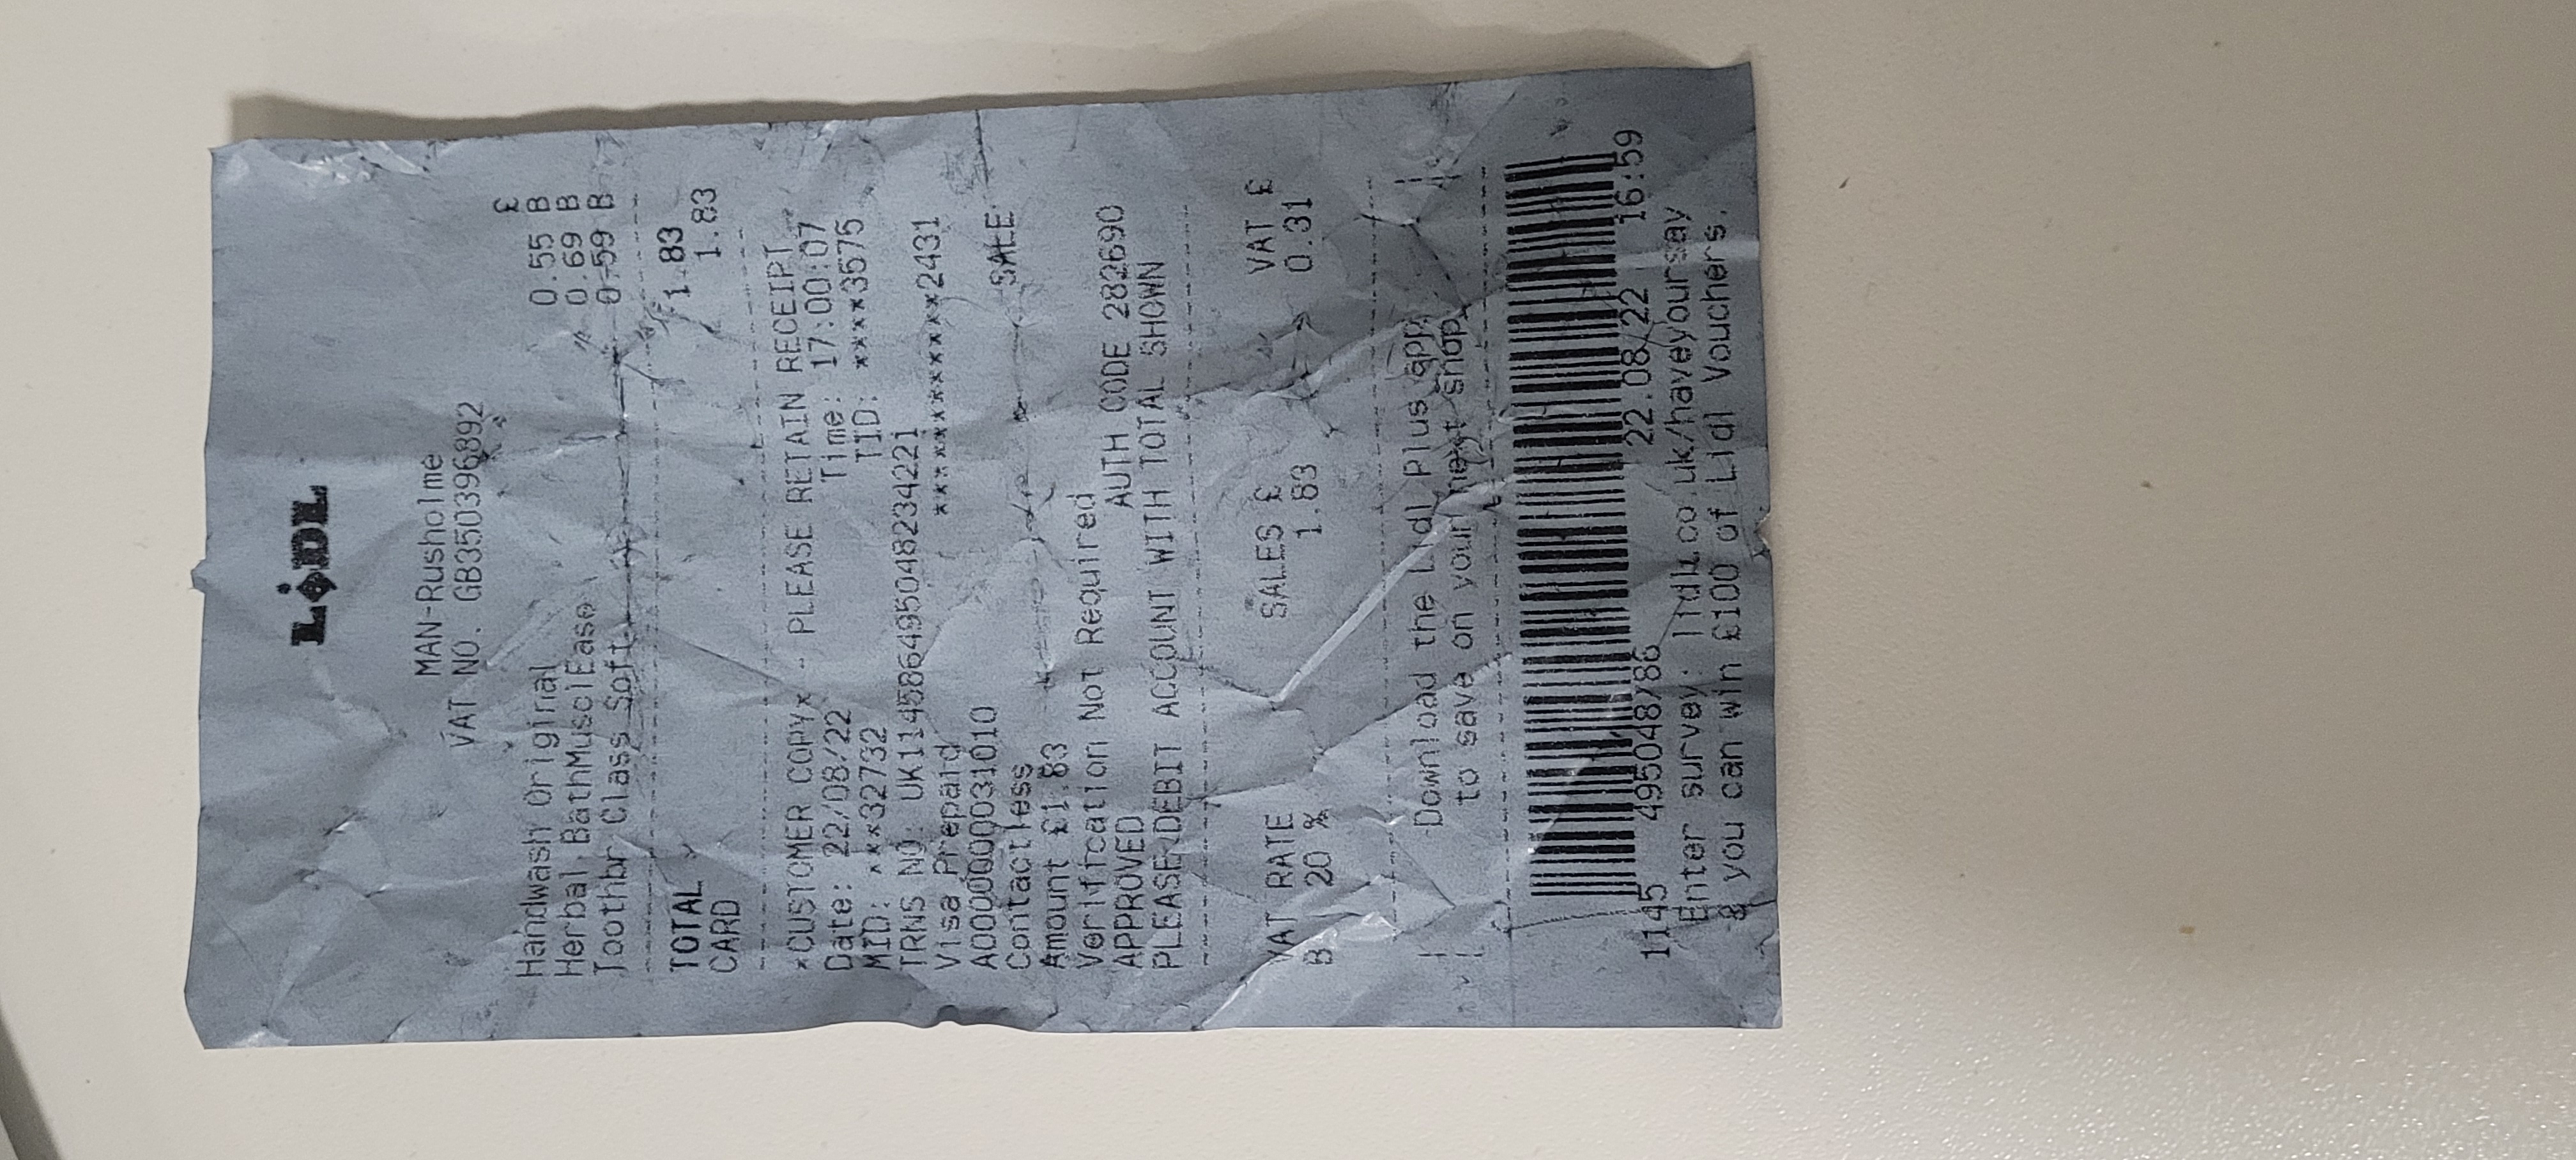 LiDL
MAN-Rusholme
VAT NO. GB350396892
£
Handwash Original 0.55 B
Herbal BathMusclEase 0.69 B
Toothbr Class Soft 0.59 B
TOTAL 1.83
CARD 1.83
*CUSTOMER COPY* - PLEASE RETAIN RECEIPT
Date: 22/08/22 Time: 17:00:07
MID: ***32732 TID: ****3575
TRNS NO: UK114586495048234221
Visa Prepaid ************2431
A0000000031010
Contactless SALE
Amount £1.83
Verification Not Required
APPROVED AUTH CODE 282690
PLEASE DEBIT ACCOUNT WITH TOTAL SHOWN
VAT RATE SALES £ VAT £
B 20 % 1.83 0.31
Download the Lidl Plus app
to save on your next shop
1145 495048/86 22.08.22 16:59
Enter survey: lidl.co.uk/haveyoursay
& you can win £100 of Lidl Vouchers.